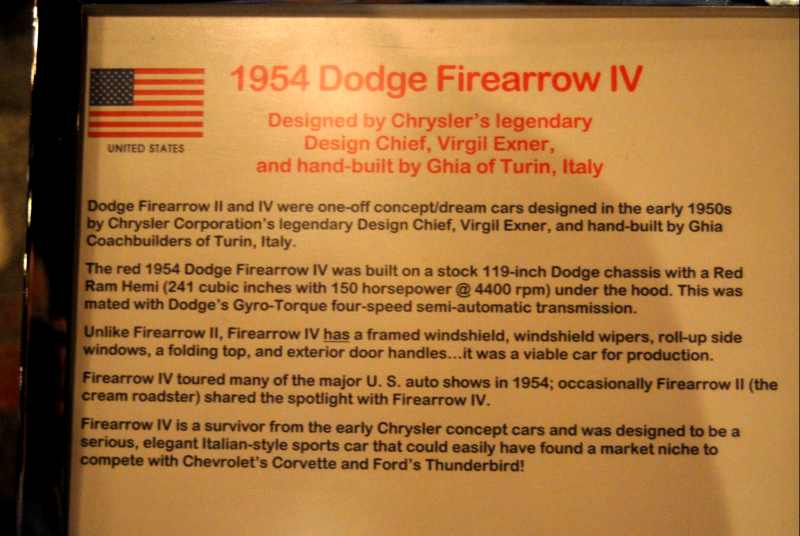 1954 Dodge Firearrow IV
UNITED STATES
Designed by Chrysler's legendary
Design Chief, Virgil Exner,
and hand-built by Ghia of Turin, Italy
Dodge Firearrow II and IV were one-off concept/dream cars designed in the early 1950s
by Chrysler Corporation's legendary Design Chief, Virgil Exner, and hand-built by Ghia
Coachbuilders of Turin, Italy.
The red 1954 Dodge Firearrow IV was built on a stock 119-inch Dodge chassis with a Red
Ram Hemi (241 cubic inches with 150 horsepower @ 4400 rpm) under the hood. This was
mated with Dodge's Gyro-Torque four-speed semi-automatic transmission.
Unlike Firearrow II, Firearrow IV has a framed windshield, windshield wipers, roll-up side
windows, a folding top, and exterior door handles...it was a viable car for production.
Firearrow IV toured many of the major U. S. auto shows in 1954; occasionally Firearrow II (the
cream roadster) shared the spotlight with Firearrow IV.
Firearrow IV is a survivor from the early Chrysler concept cars and was designed to be a
serious, elegant Italian-style sports car that could easily have found a market niche to
compete with Chevrolet's Corvette and Ford's Thunderbird!